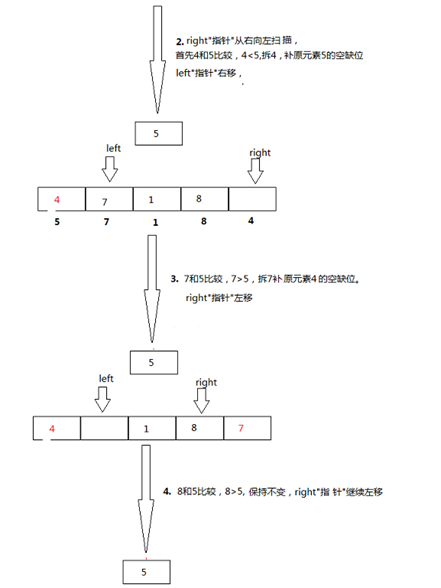 2. right"指针"从右向左扫描，
首先4和5比较，4<5,拆4，补原元素5的空缺位
left"指针"右移，
5
left
right
4 7 1 8
5 7 1 8 4
3. 7和5比较，7>5，拆7补原元素4的空缺位。
right"指针"左移
5
left
right
4 1 8 7
4. 8和5比较，8>5, 保持不变，right"指 针"继续左移
5